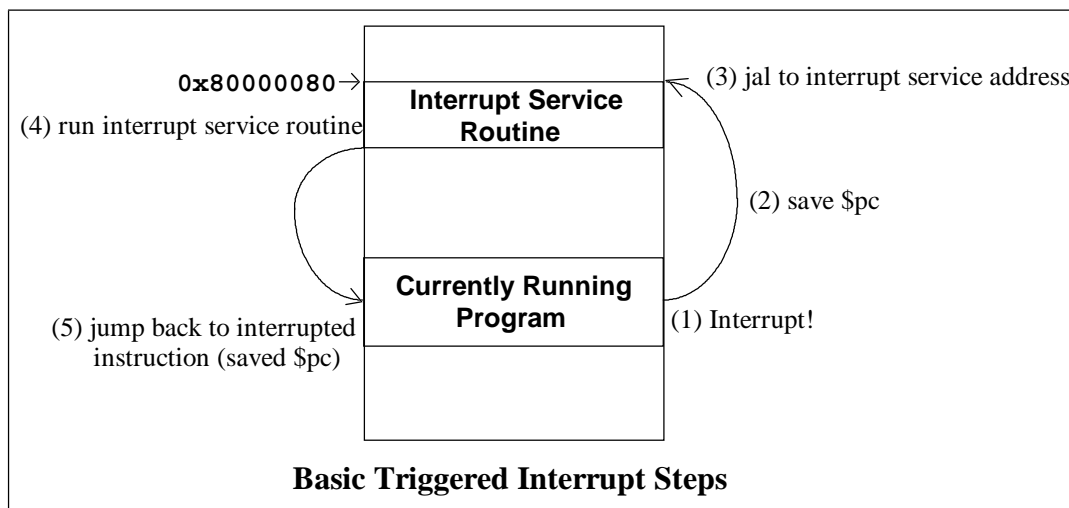 0x80000080
(3) jal to interrupt service address
Interrupt Service
Routine
(4) run interrupt service routine
(2) save $pc
Currently Running
Program
(1) Interrupt!
(5) jump back to interrupted
instruction (saved $pc)
Basic Triggered Interrupt Steps